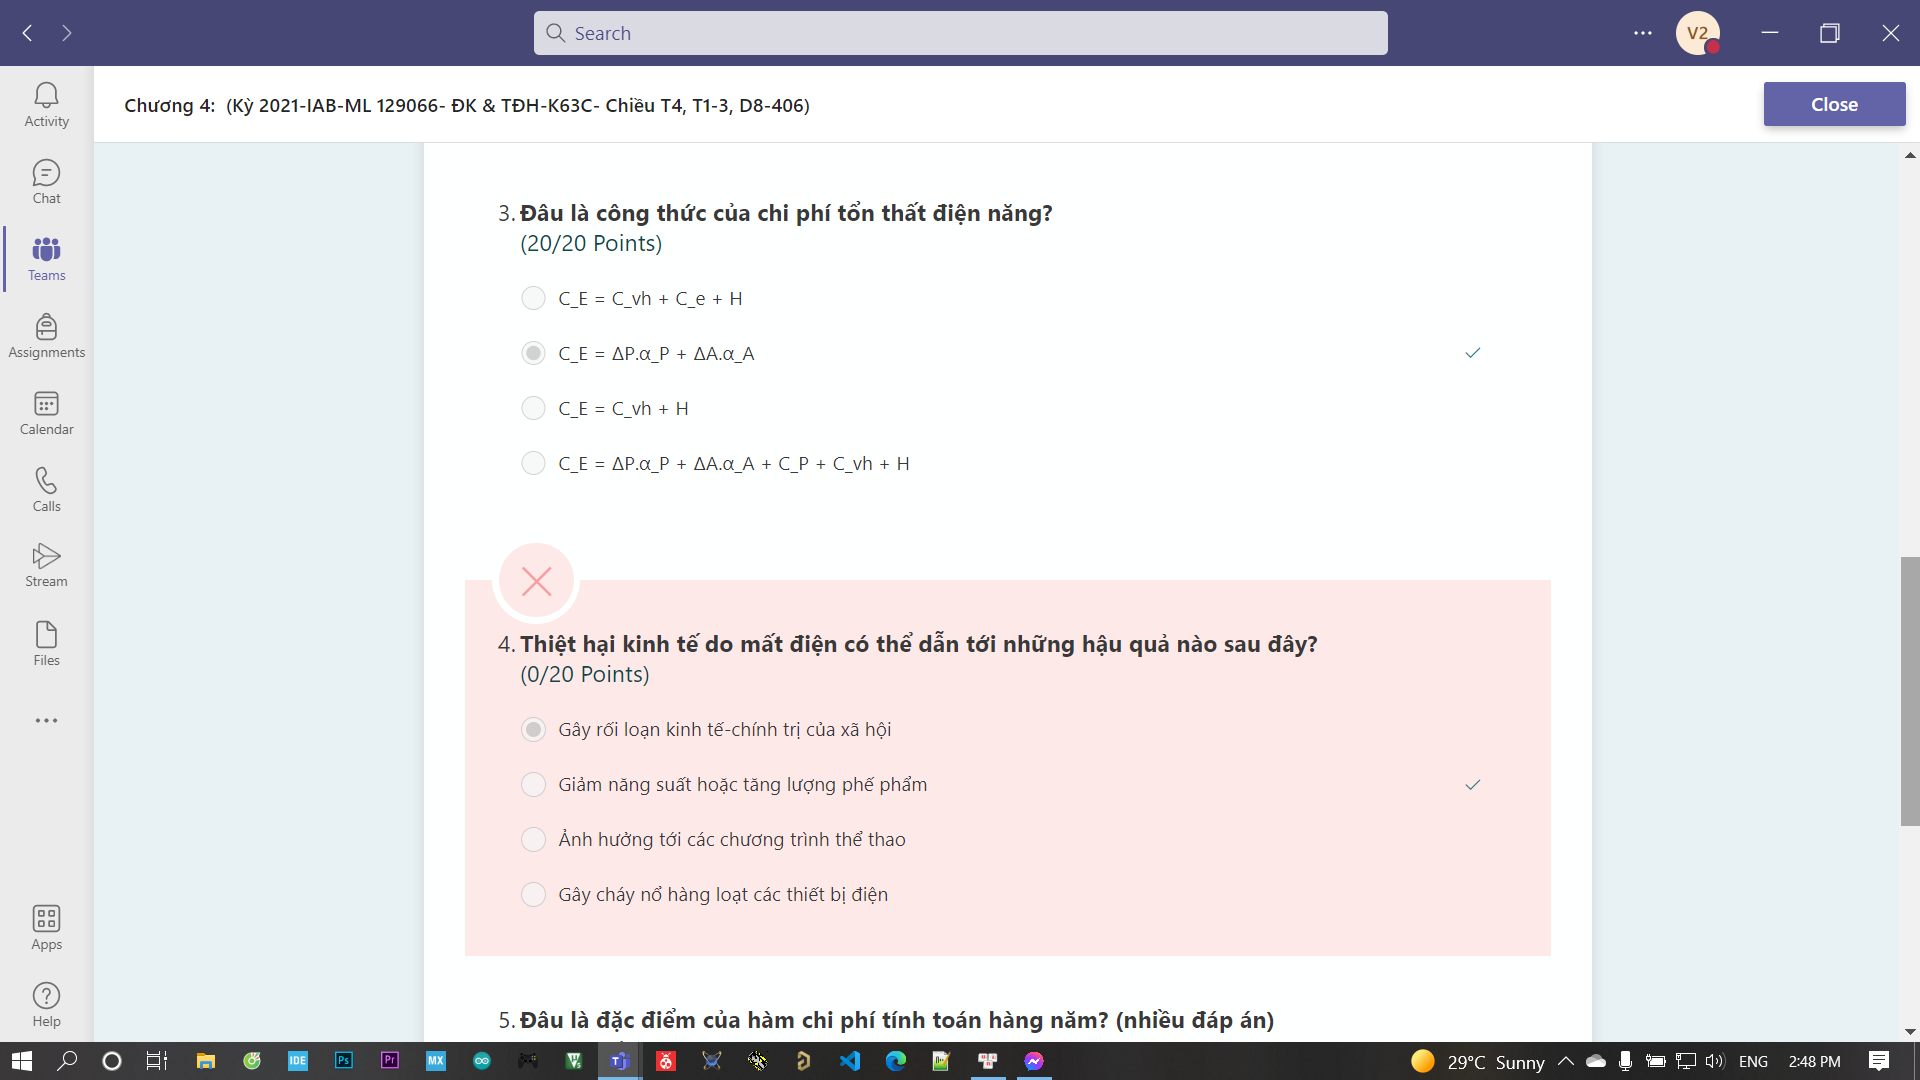 Search
V2
Activity
Chat
Teams
Assignments
Calendar
Calls
Stream
Files
Apps
Help
Chương 4: (Kỳ 2021-IAB-ML 129066- ĐK & TĐH-K63C- Chiều T4, T1-3, D8-406)
Close
3. Đâu là công thức của chi phí tổn thất điện năng?
(20/20 Points)
C_E = C_vh + C_e + H
C_E = ΔP.α_P + ΔA.α_A
C_E = C_vh + H
C_E = ΔP.α_P + ΔA.α_A + C_P + C_vh + H
4. Thiệt hại kinh tế do mất điện có thể dẫn tới những hậu quả nào sau đây?
(0/20 Points)
Gây rối loạn kinh tế-chính trị của xã hội
Giảm năng suất hoặc tăng lượng phế phẩm
Ảnh hưởng tới các chương trình thể thao
Gây cháy nổ hàng loạt các thiết bị điện
5. Đâu là đặc điểm của hàm chi phí tính toán hàng năm? (nhiều đáp án)
IDE
Ps
Pr
MX
29°C Sunny
ENG
2:48 PM